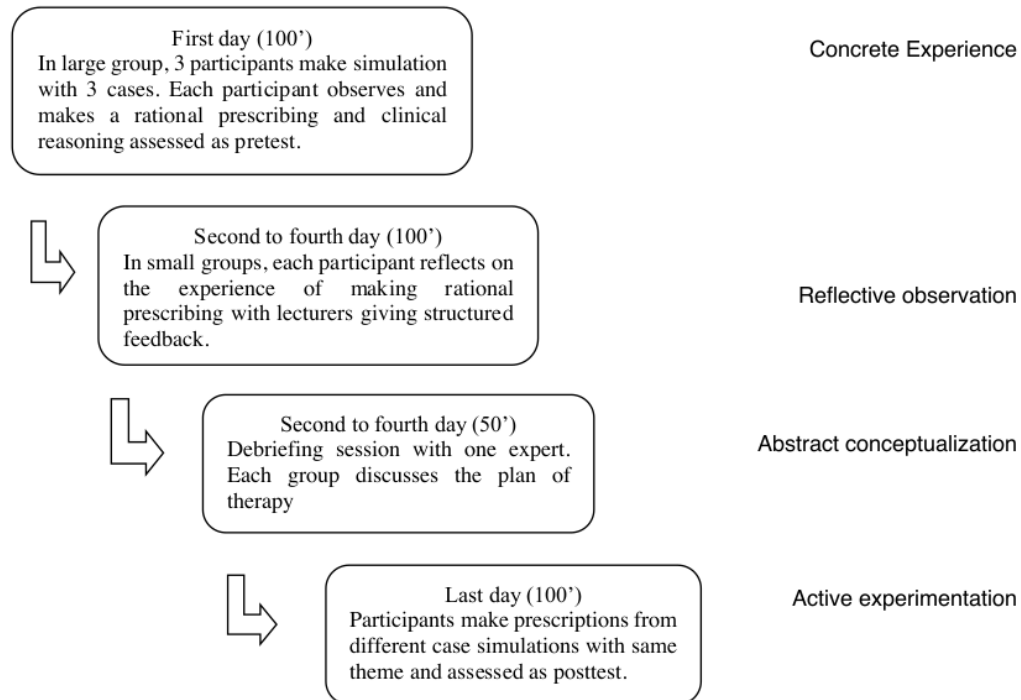 First day (100’)
In large group, 3 participants make simulation
with 3 cases. Each participant observes and
makes a rational prescribing and clinical
reasoning assessed as pretest.
Concrete Experience
Second to fourth day (100’)
In small groups, each participant reflects on
the experience of making rational
prescribing with lecturers giving structured
feedback.
Reflective observation
Second to fourth day (50’)
Debriefing session with one expert.
Each group discusses the plan of
therapy
Abstract conceptualization
Last day (100’)
Participants make prescriptions from
different case simulations with same
theme and assessed as posttest.
Active experimentation